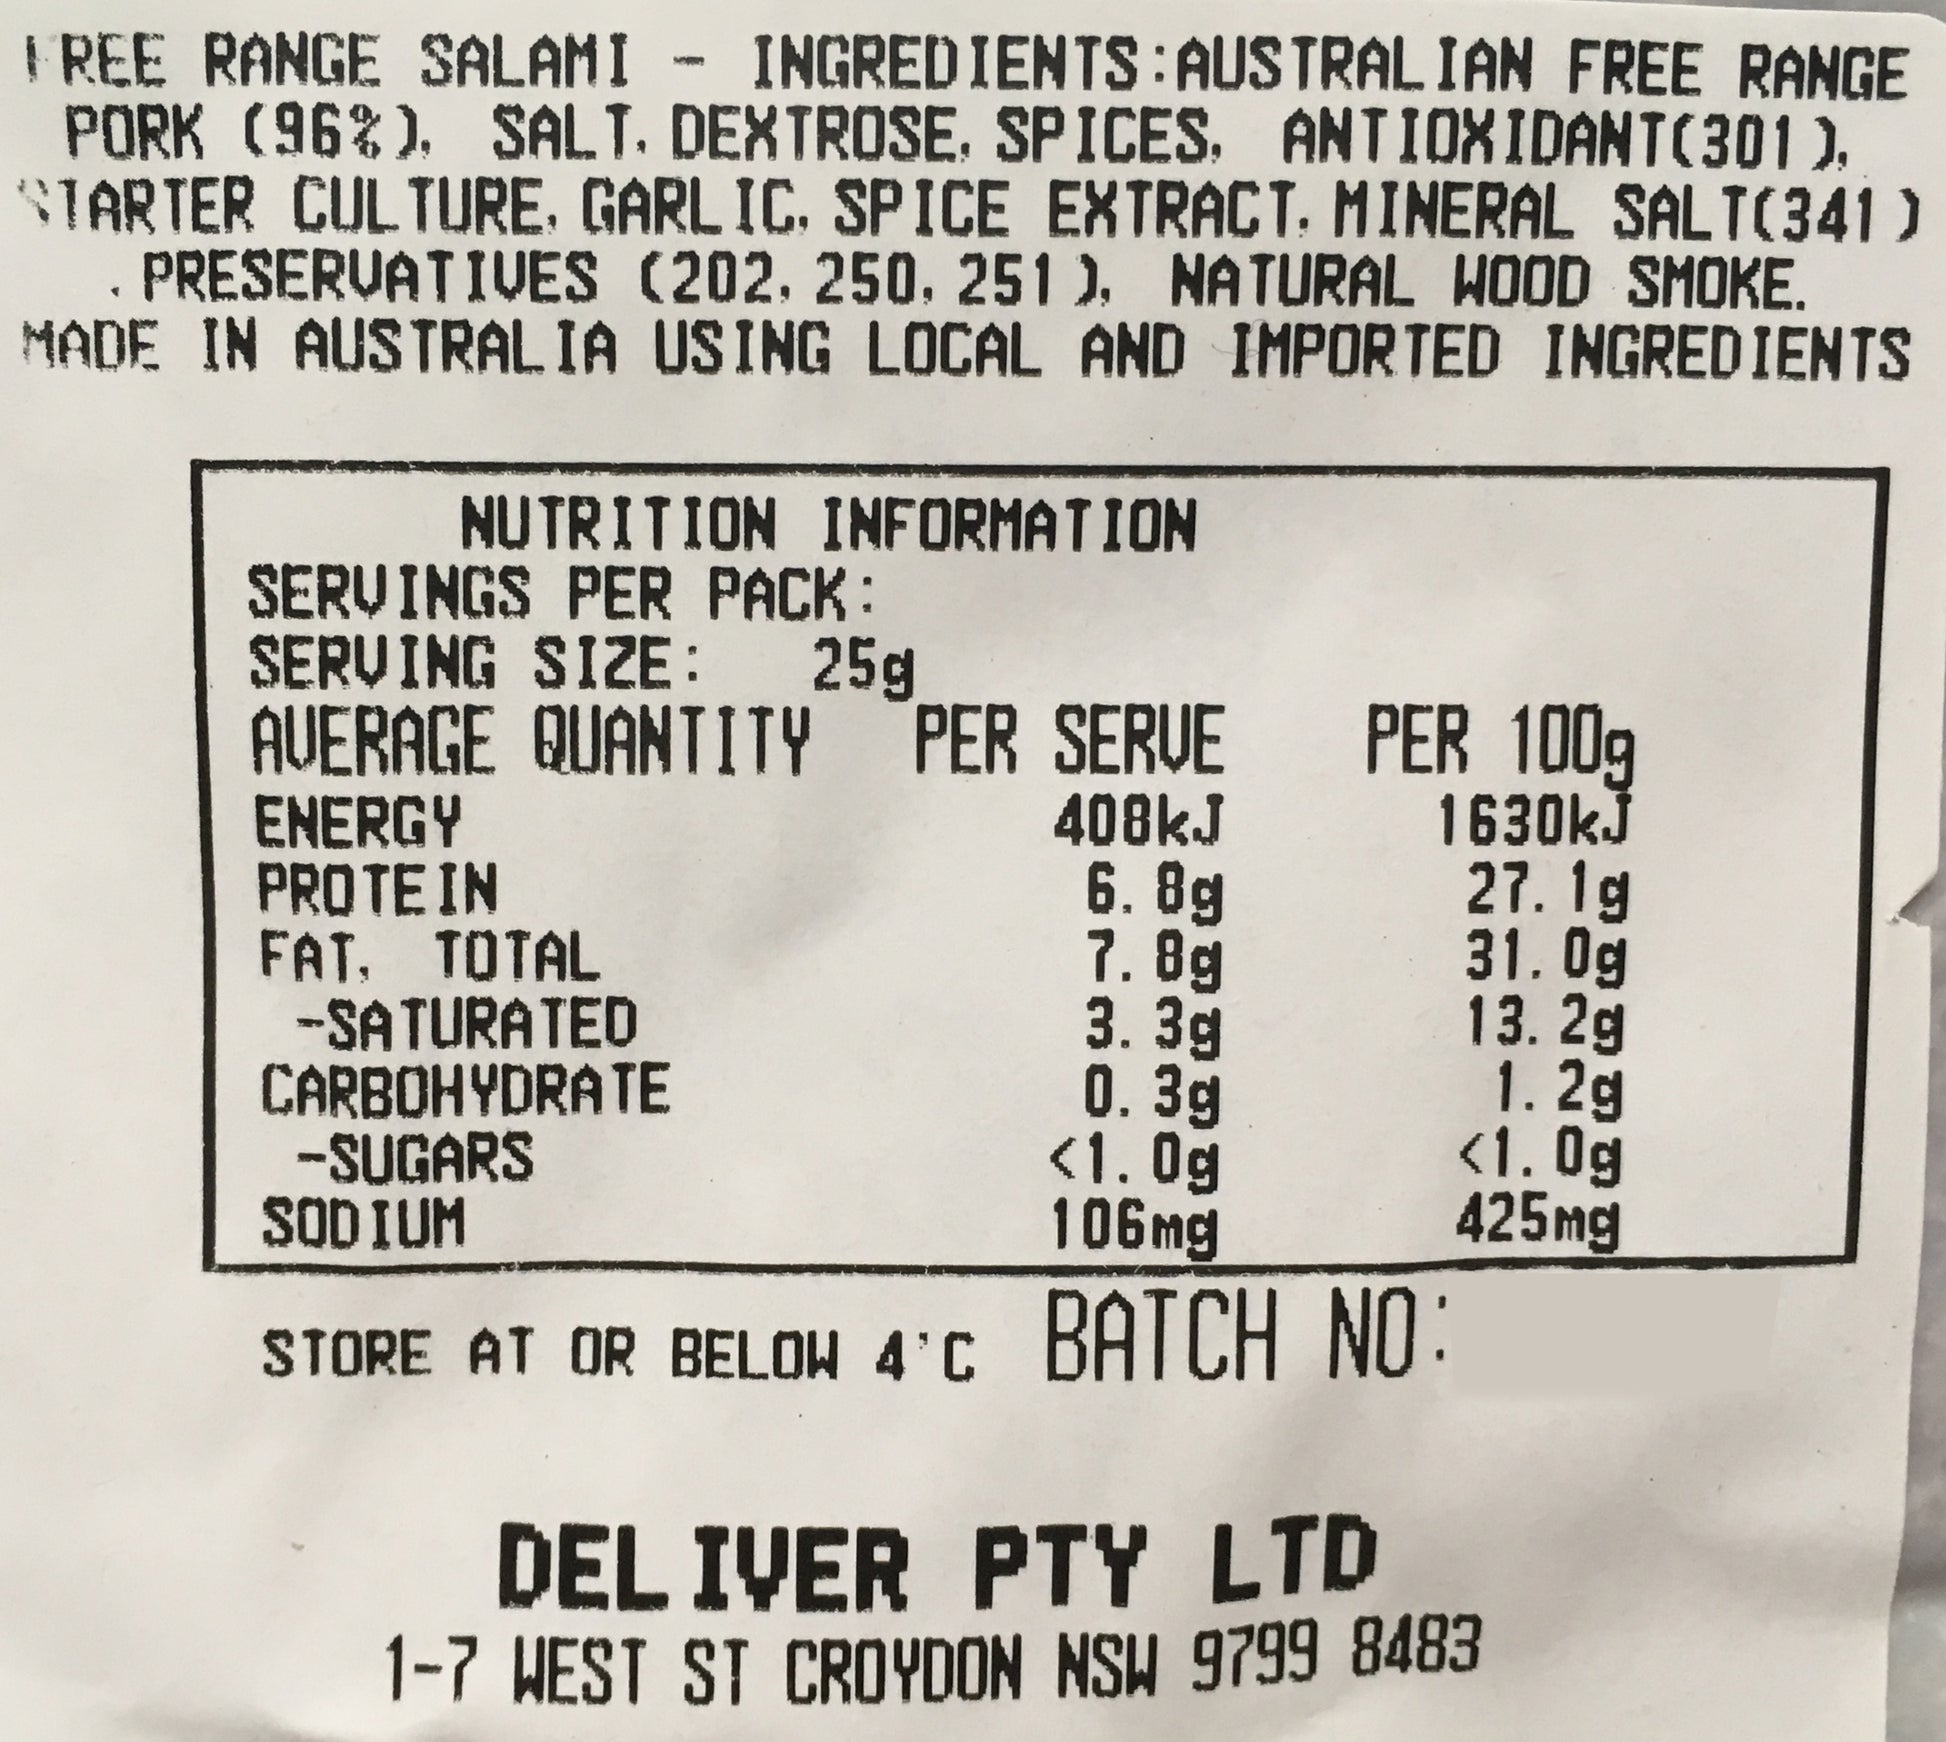 FREE RANGE SALAMI - INGREDIENTS:AUSTRALIAN FREE RANGE
PORK (96%), SALT, DEXTROSE, SPICES, ANTIOXIDANT(301),
STARTER CULTURE, GARLIC, SPICE EXTRACT, MINERAL SALT(341)
, PRESERVATIVES (202, 250, 251), NATURAL WOOD SMOKE.
MADE IN AUSTRALIA USING LOCAL AND IMPORTED INGREDIENTS
NUTRITION INFORMATION
SERVINGS PER PACK:
SERVING SIZE: 25g
AVERAGE QUANTITY PER SERVE PER 100g
ENERGY 408kJ 1630kJ
PROTEIN 6.8g 27.1g
FAT, TOTAL 7.8g 31.0g
-SATURATED 3.3g 13.2g
CARBOHYDRATE 0.3g 1.2g
-SUGARS <1.0g <1.0g
SODIUM 106mg 425mg
STORE AT OR BELOW 4°C BATCH NO:
DELIVER PTY LTD
1-7 WEST ST CROYDON NSW 9799 8483